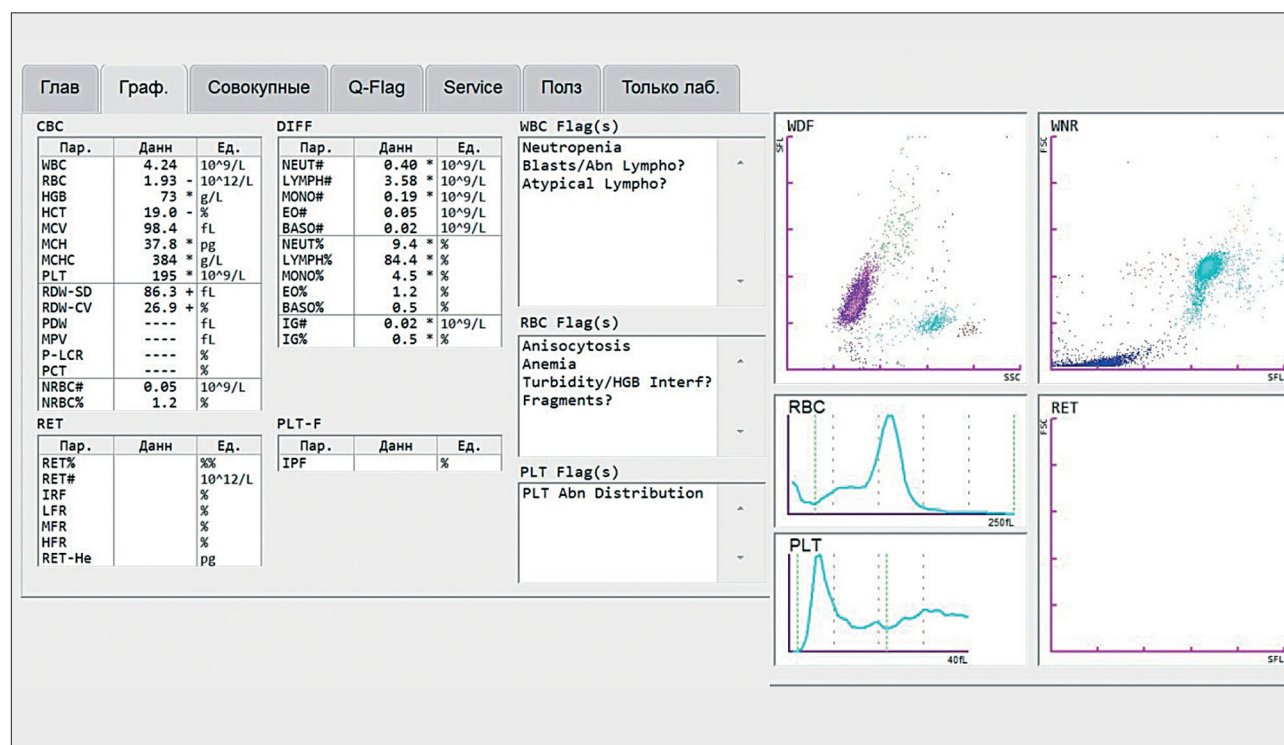 Глав Граф. Совокупные Q-Flag Service Полз Только лаб.
CBC
Пар. Данн Ед.
WBC 4.24 10^9/L
RBC 1.93 - 10^12/L
HGB 73 * g/L
HCT 19.0 - %
MCV 98.4 fL
MCH 37.8 * pg
MCHC 384 * g/L
PLT 195 * 10^9/L
RDW-SD 86.3 + fL
RDW-CV 26.9 + %
PDW ---- fL
MPV ---- fL
P-LCR ---- %
PCT ---- %
NRBC# 0.05 10^9/L
NRBC% 1.2 %
DIFF
Пар. Данн Ед.
NEUT# 0.40 * 10^9/L
LYMPH# 3.58 * 10^9/L
MONO# 0.19 * 10^9/L
EO# 0.05 10^9/L
BASO# 0.02 10^9/L
NEUT% 9.4 * %
LYMPH% 84.4 * %
MONO% 4.5 * %
EO% 1.2 %
BASO% 0.5 %
IG# 0.02 * 10^9/L
IG% 0.5 * %
WBC Flag(s)
Neutropenia
Blasts/Abn Lympho?
Atypical Lympho?
RBC Flag(s)
Anisocytosis
Anemia
Turbidity/HGB Interf?
Fragments?
PLT Flag(s)
PLT Abn Distribution
RET
Пар. Данн Ед.
RET% %%
RET# 10^12/L
IRF %
LFR %
MFR %
HFR %
RET-He pg
PLT-F
Пар. Данн Ед.
IPF %
WDF
SFL
SSC
WNR
FSC
SFL
RBC
250fL
PLT
40fL
RET
FSC
SFL